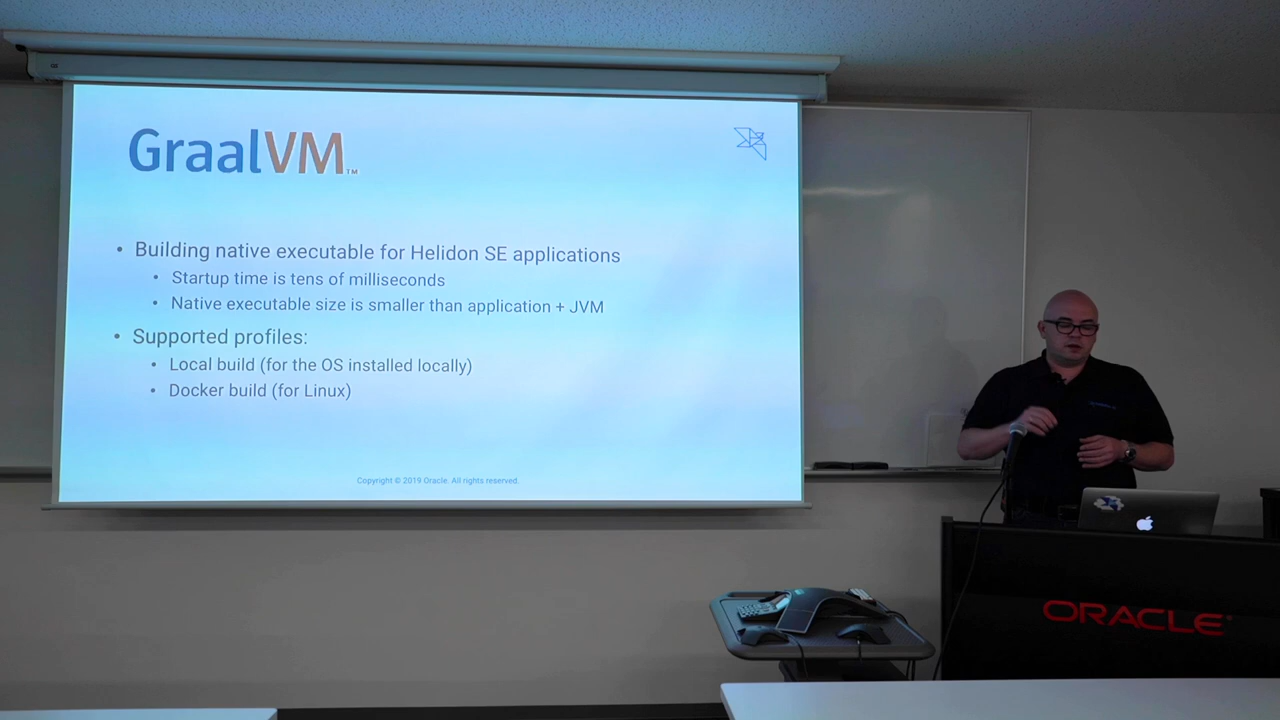 GraalVM™
• Building native executable for Helidon SE applications
• Startup time is tens of milliseconds
• Native executable size is smaller than application + JVM
• Supported profiles:
• Local build (for the OS installed locally)
• Docker build (for Linux)
Copyright © 2019 Oracle. All rights reserved.
ORACLE®